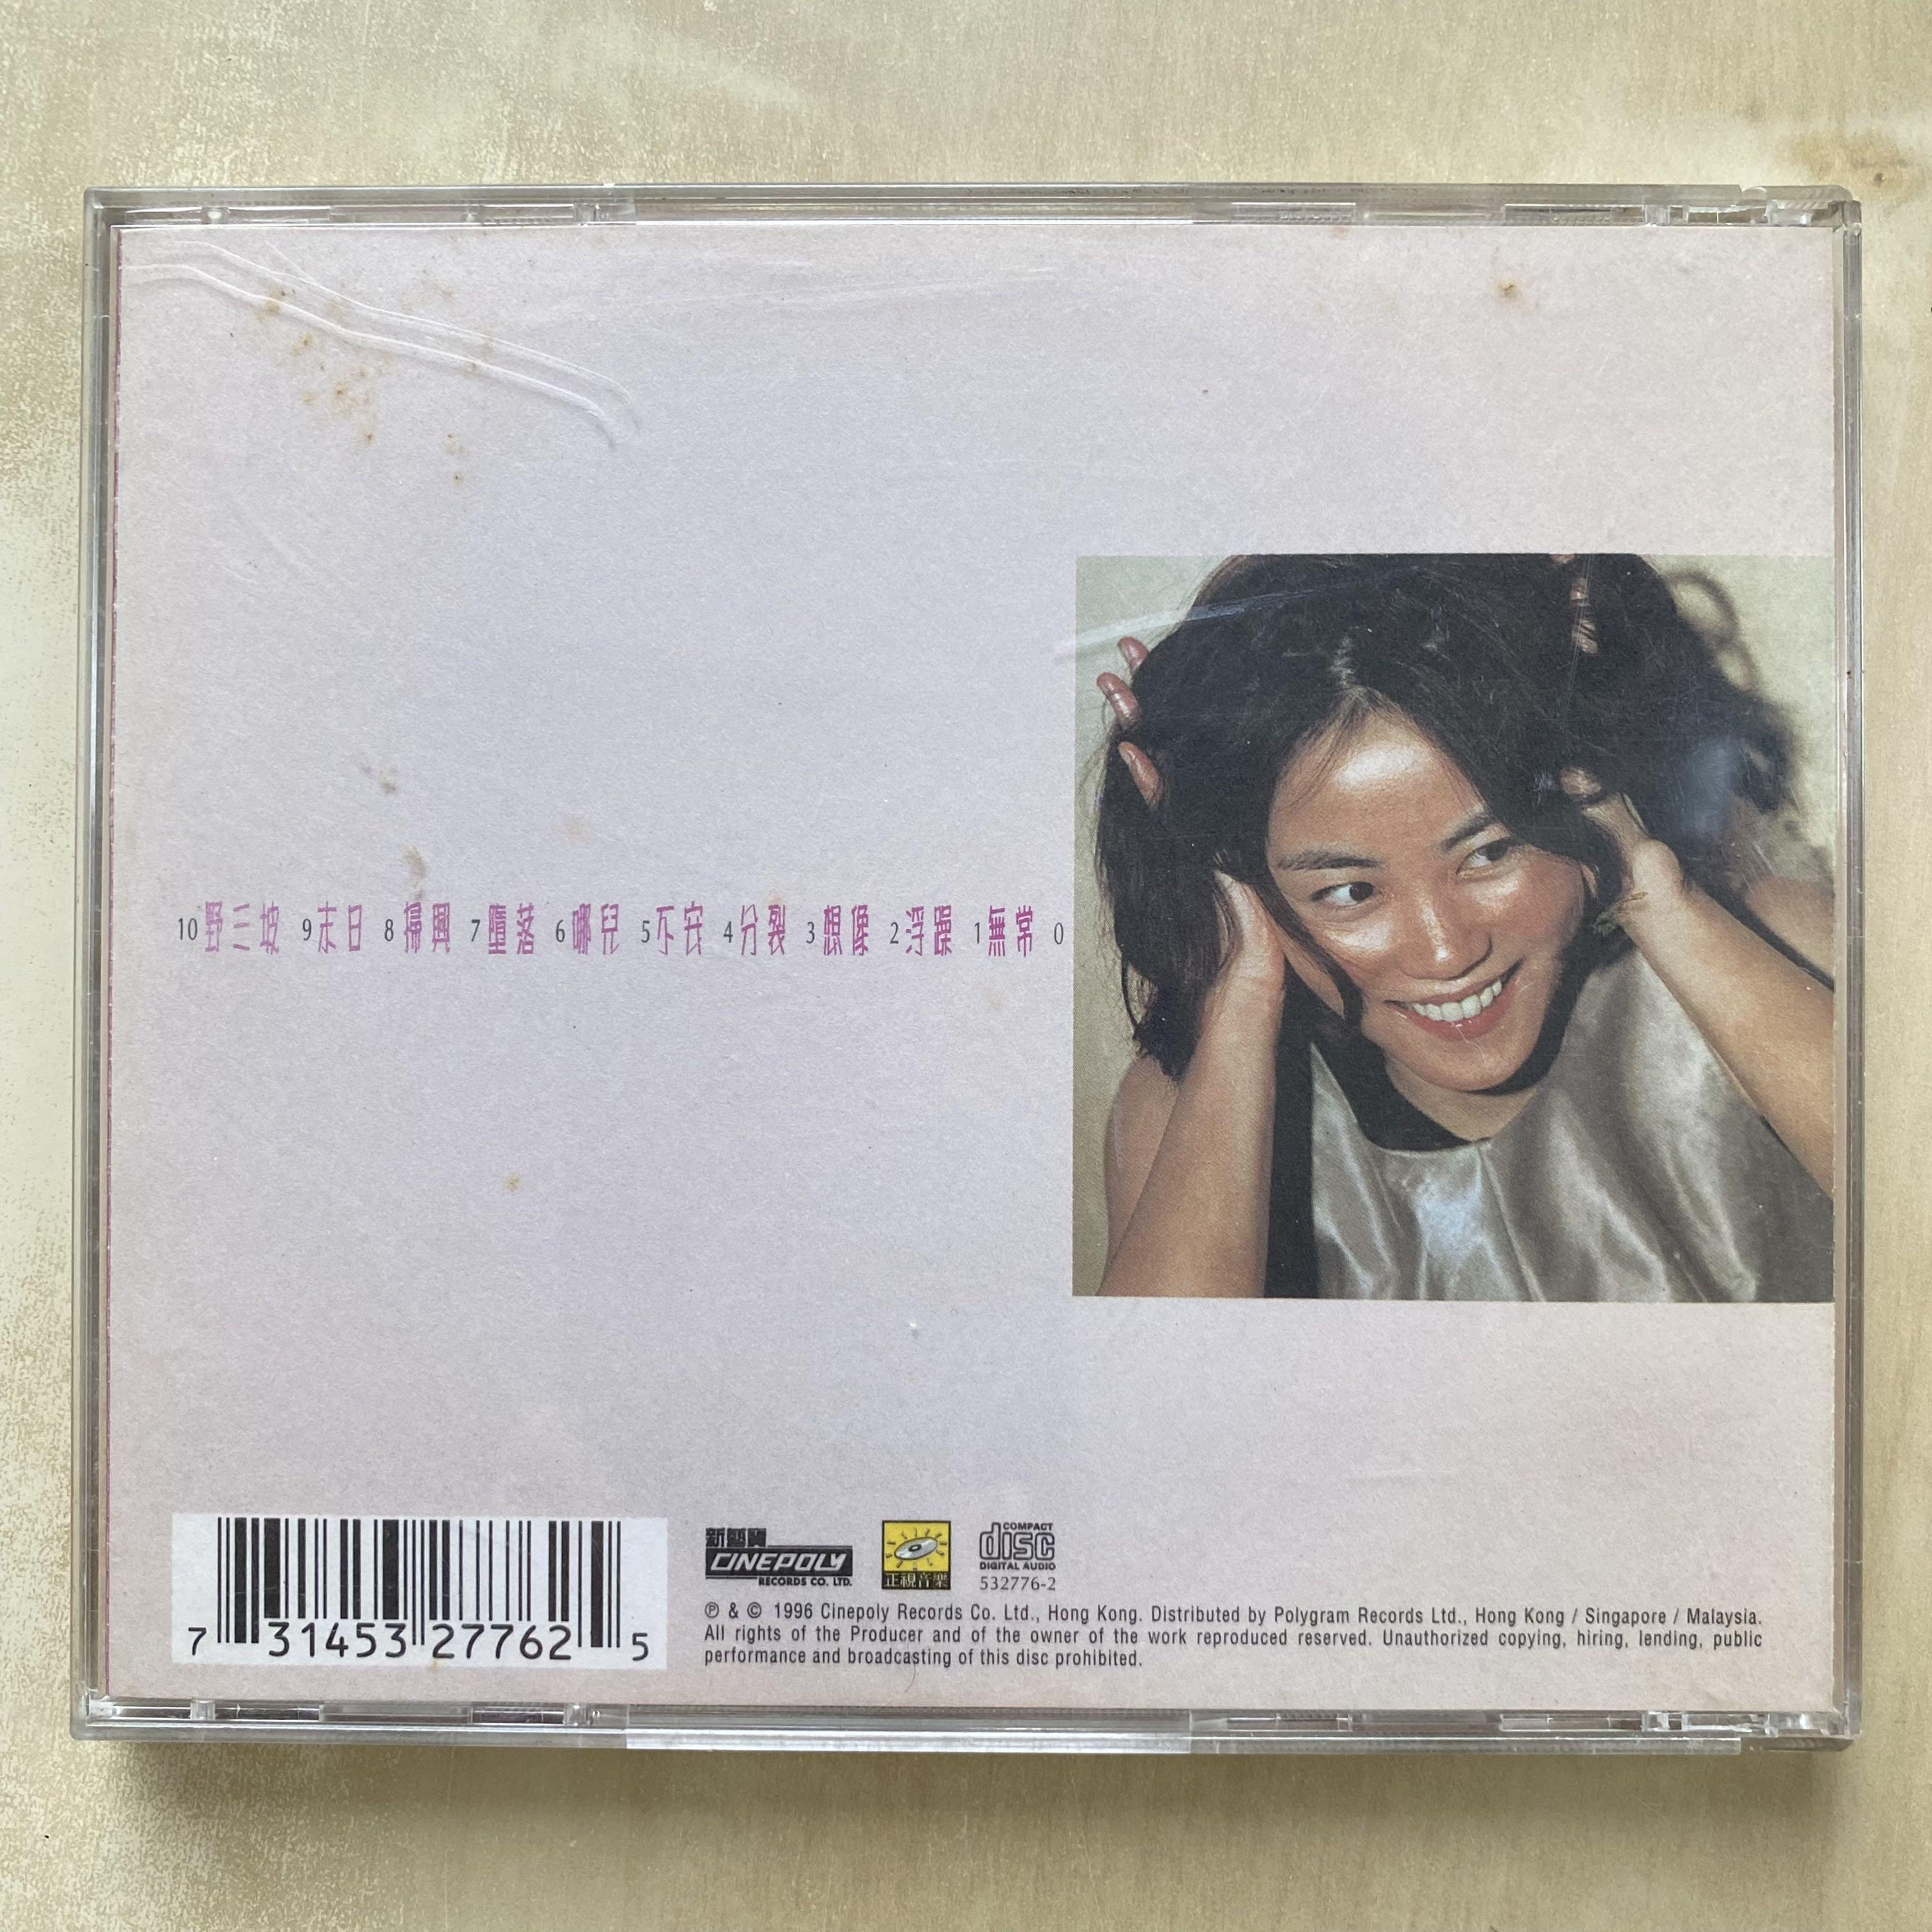 10 野三坡 9 末日 8 掃興 7 墮落 6 哪兒 5 不安 4 分裂 3 想像 2 浮躁 1 無常 0
7 31453 27762 5
新藝寶
CINEPOLY
RECORDS CO. LTD.
正視音樂
COMPACT
disc
DIGITAL AUDIO
532776-2
℗ & © 1996 Cinepoly Records Co. Ltd., Hong Kong. Distributed by Polygram Records Ltd., Hong Kong / Singapore / Malaysia.
All rights of the Producer and of the owner of the work reproduced reserved. Unauthorized copying, hiring, lending, public
performance and broadcasting of this disc prohibited.